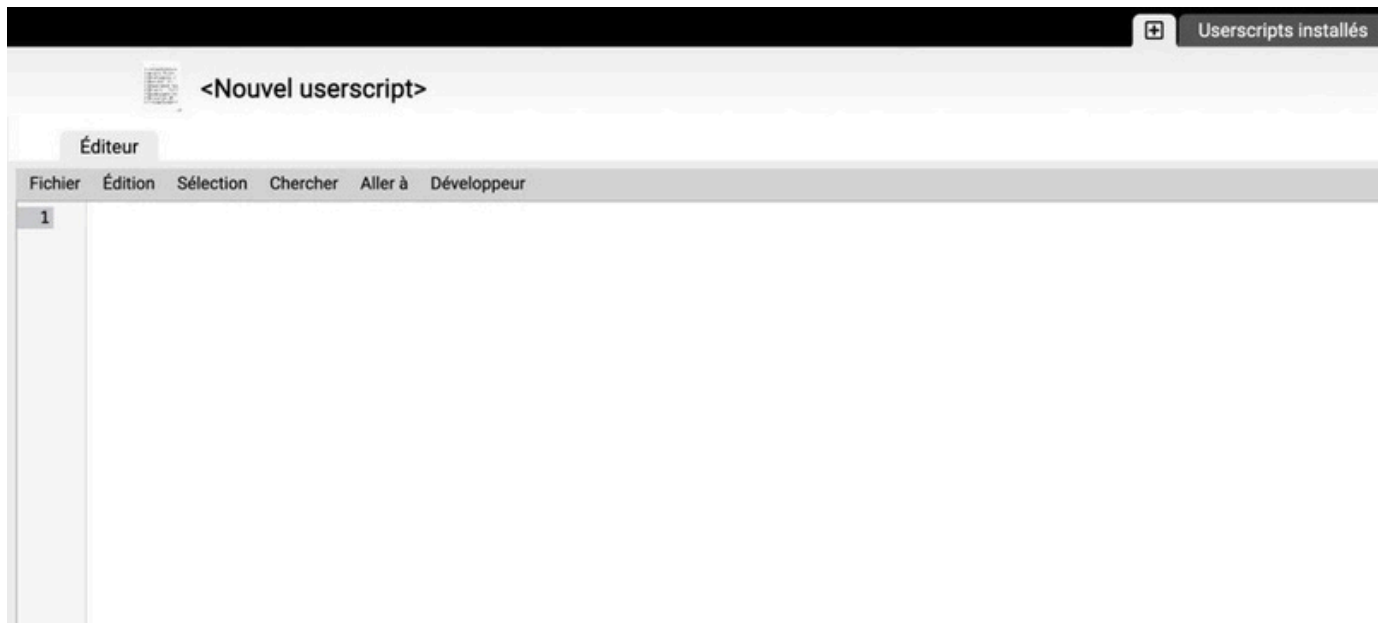 Userscripts installés
<Nouvel userscript>
Éditeur
Fichier Édition Sélection Chercher Aller à Développeur
1